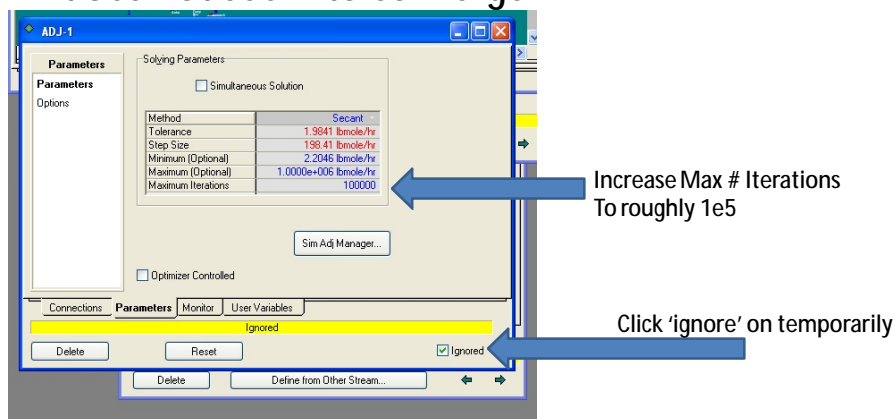 ADJ-1
Parameters
Parameters
Options
Solving Parameters
Simultaneous Solution
Method Secant
Tolerance 1.9841 lbmole/hr
Step Size 198.41 lbmole/hr
Minimum (Optional) 2.2046 lbmole/hr
Maximum (Optional) 1.0000e+006 lbmole/hr
Maximum Iterations 100000
Increase Max # Iterations
To roughly 1e5
Sim Adj Manager...
Optimizer Controlled
Connections Parameters Monitor User Variables
Ignored
Click 'ignore' on temporarily
Delete Reset Ignored
Delete Define from Other Stream...